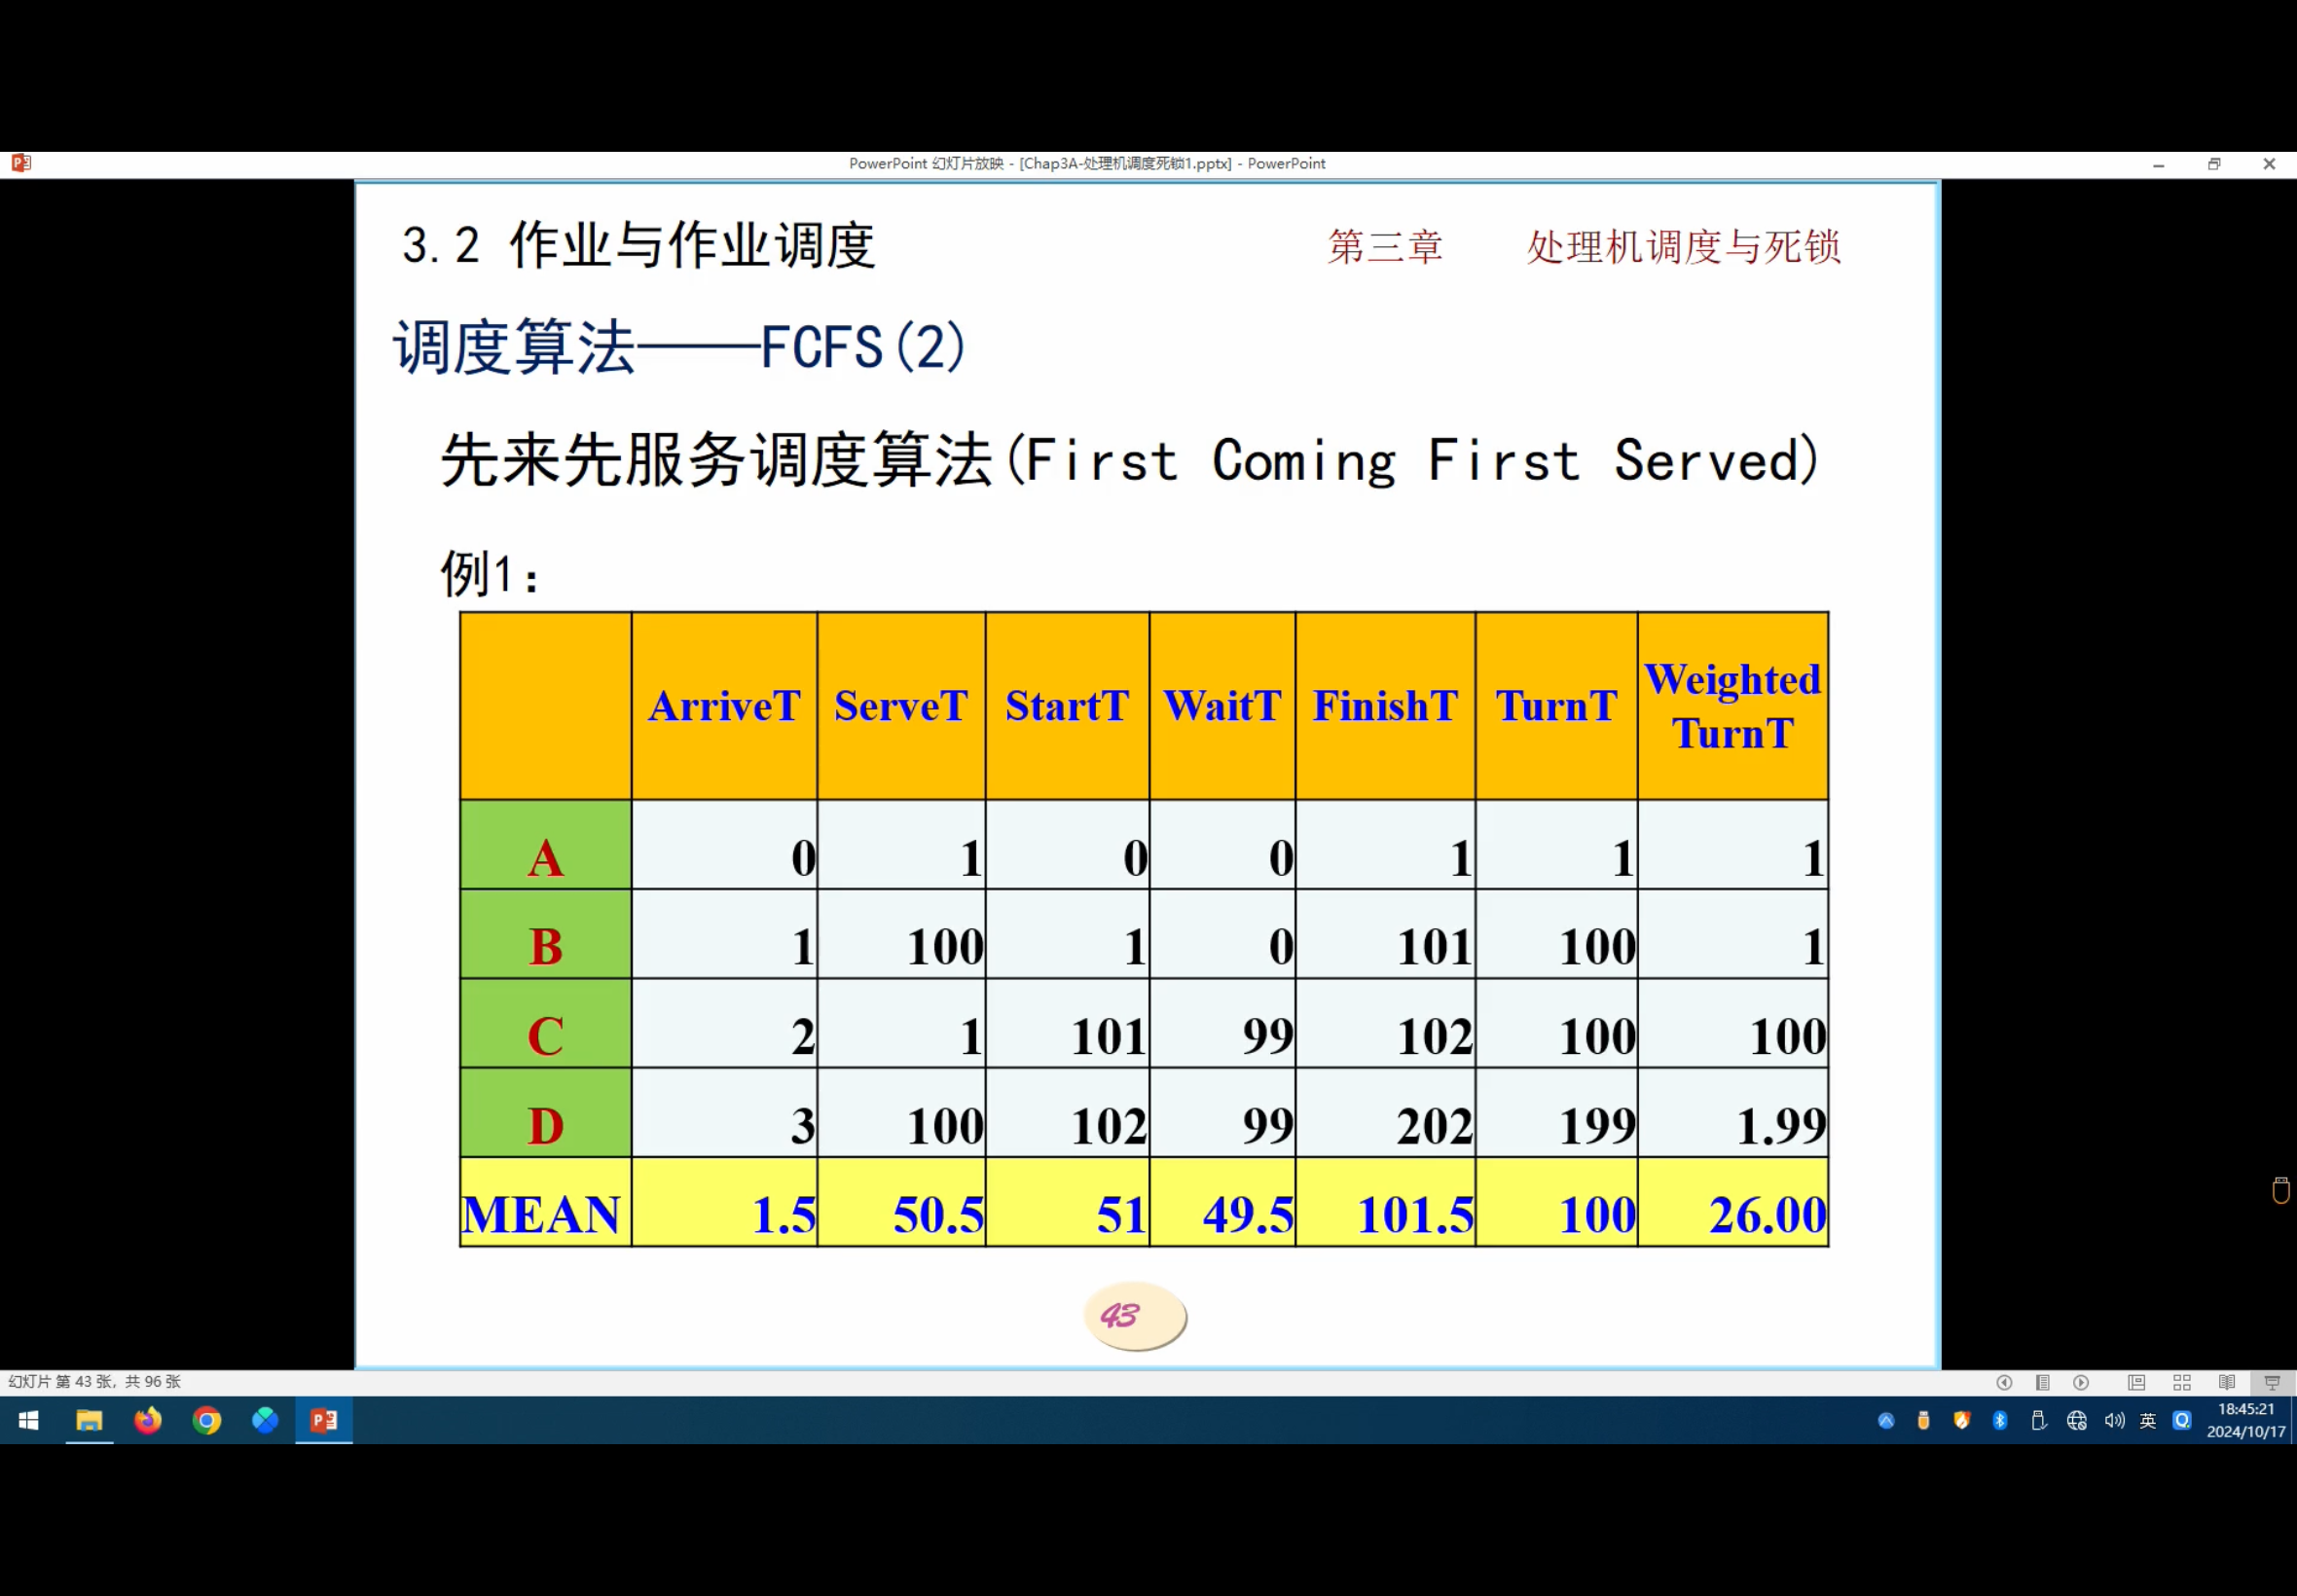 PowerPoint 幻灯片放映 - [Chap3A-处理机调度死锁1.pptx] - PowerPoint
3.2 作业与作业调度 第三章 处理机调度与死锁
调度算法——FCFS(2)
先来先服务调度算法(First Coming First Served)
例1:
ArriveT ServeT StartT WaitT FinishT TurnT Weighted TurnT
A 0 1 0 0 1 1 1
B 1 100 1 0 101 100 1
C 2 1 101 99 102 100 100
D 3 100 102 99 202 199 1.99
MEAN 1.5 50.5 51 49.5 101.5 100 26.00
43
幻灯片 第 43 张，共 96 张
英 18:45:21
2024/10/17